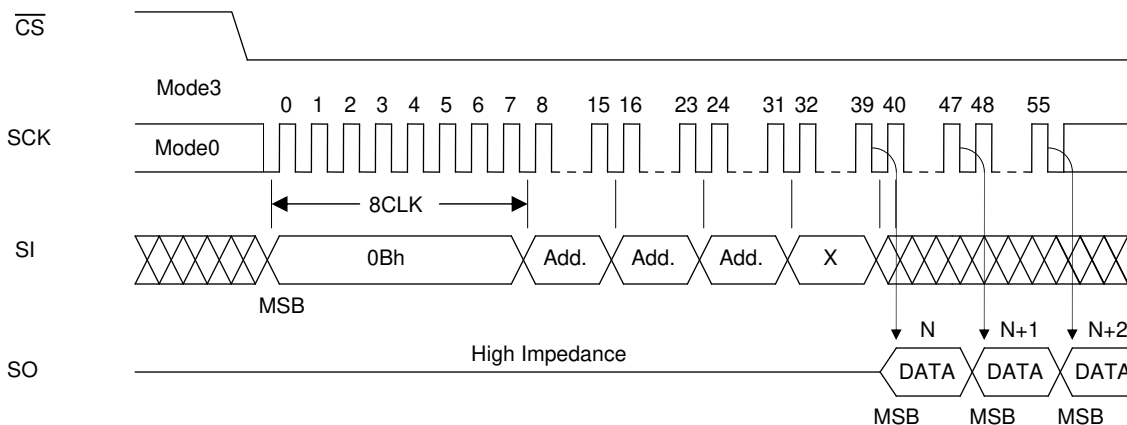 CS
Mode3
0 1 2 3 4 5 6 7 8 15 16 23 24 31 32 39 40 47 48 55
SCK
Mode0
8CLK
SI
0Bh Add. Add. Add. X
MSB
N N+1 N+2
High Impedance
SO
DATA DATA DATA
MSB MSB MSB